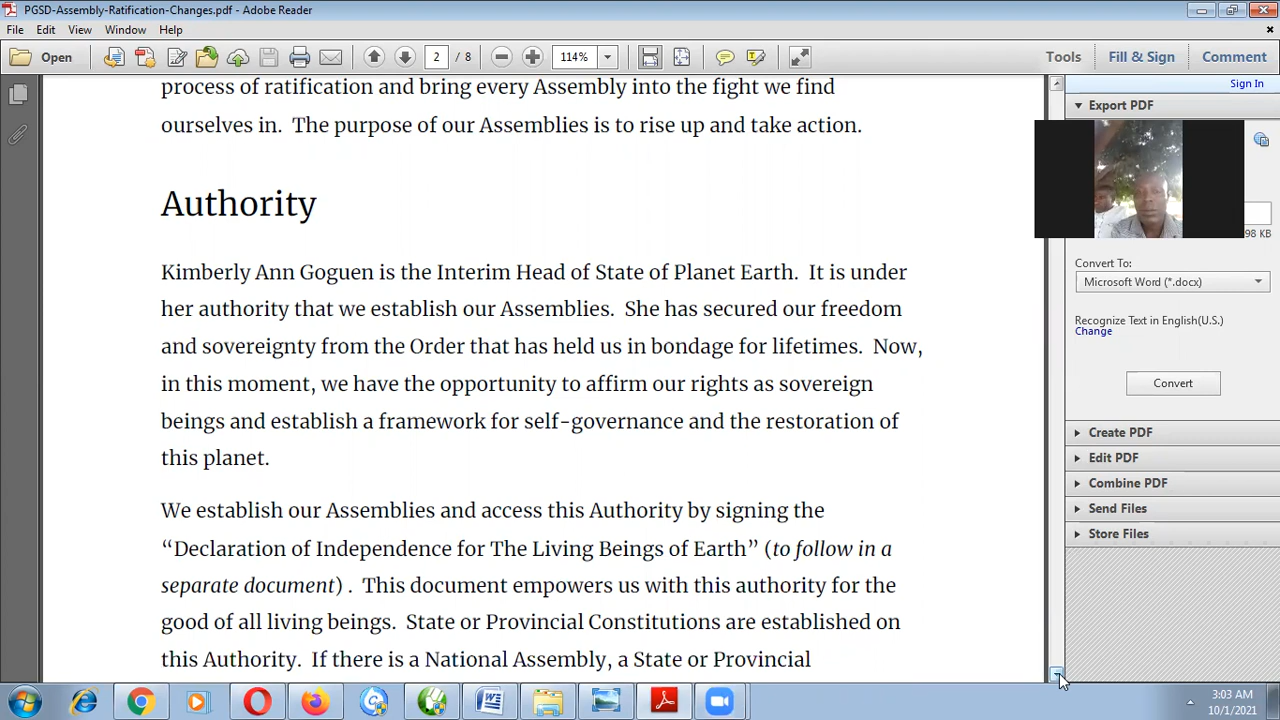 PGSD-Assembly-Ratification-Changes.pdf - Adobe Reader
File Edit View Window Help
Open 2 / 8 114% Tools Fill & Sign Comment
Sign In
process of ratification and bring every Assembly into the fight we find
ourselves in. The purpose of our Assemblies is to rise up and take action.
Authority
Kimberly Ann Goguen is the Interim Head of State of Planet Earth. It is under
her authority that we establish our Assemblies. She has secured our freedom
and sovereignty from the Order that has held us in bondage for lifetimes. Now,
in this moment, we have the opportunity to affirm our rights as sovereign
beings and establish a framework for self-governance and the restoration of
this planet.
We establish our Assemblies and access this Authority by signing the
“Declaration of Independence for The Living Beings of Earth” (to follow in a
separate document) . This document empowers us with this authority for the
good of all living beings. State or Provincial Constitutions are established on
this Authority. If there is a National Assembly, a State or Provincial
Export PDF
98 KB
Convert To:
Microsoft Word (*.docx)
Recognize Text in English(U.S.)
Change
Convert
Create PDF
Edit PDF
Combine PDF
Send Files
Store Files
3:03 AM
10/1/2021